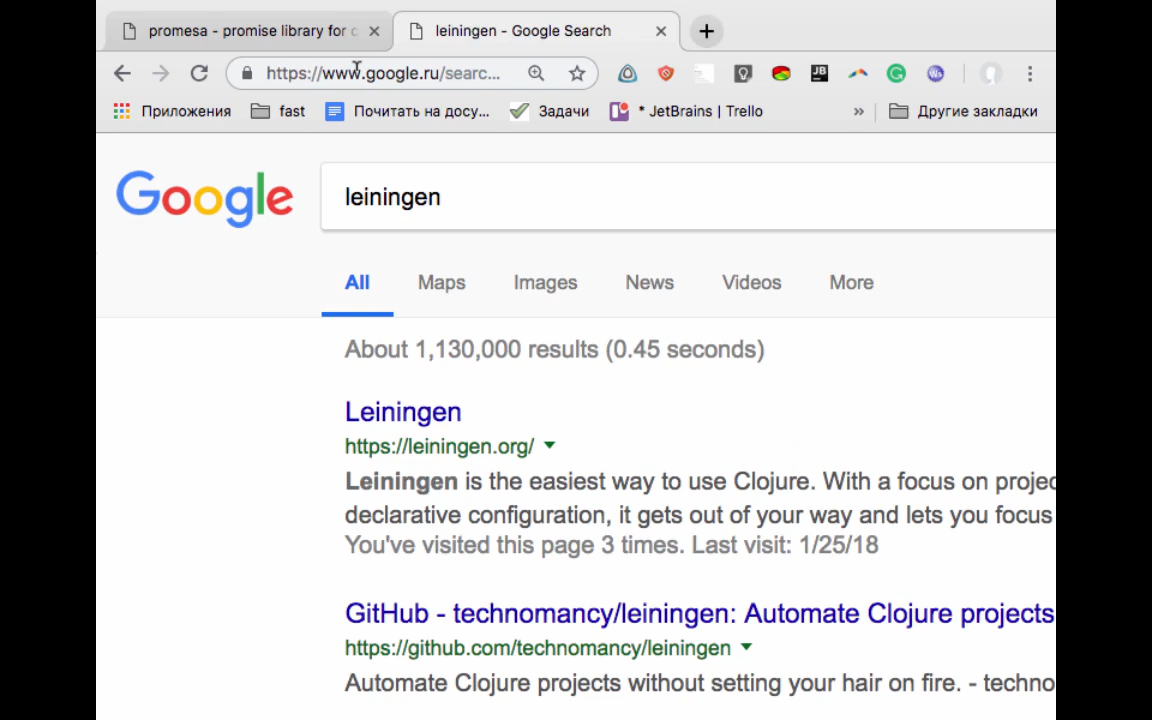 promesa - promise library for c
leiningen - Google Search
https://www.google.ru/searc...
JB
Приложения
fast
Почитать на досу...
Задачи
* JetBrains | Trello
»
Другие закладки
Google
leiningen
All
Maps
Images
News
Videos
More
About 1,130,000 results (0.45 seconds)
Leiningen
https://leiningen.org/
Leiningen is the easiest way to use Clojure. With a focus on projec
declarative configuration, it gets out of your way and lets you focus
You've visited this page 3 times. Last visit: 1/25/18
GitHub - technomancy/leiningen: Automate Clojure projects
https://github.com/technomancy/leiningen
Automate Clojure projects without setting your hair on fire. - techno